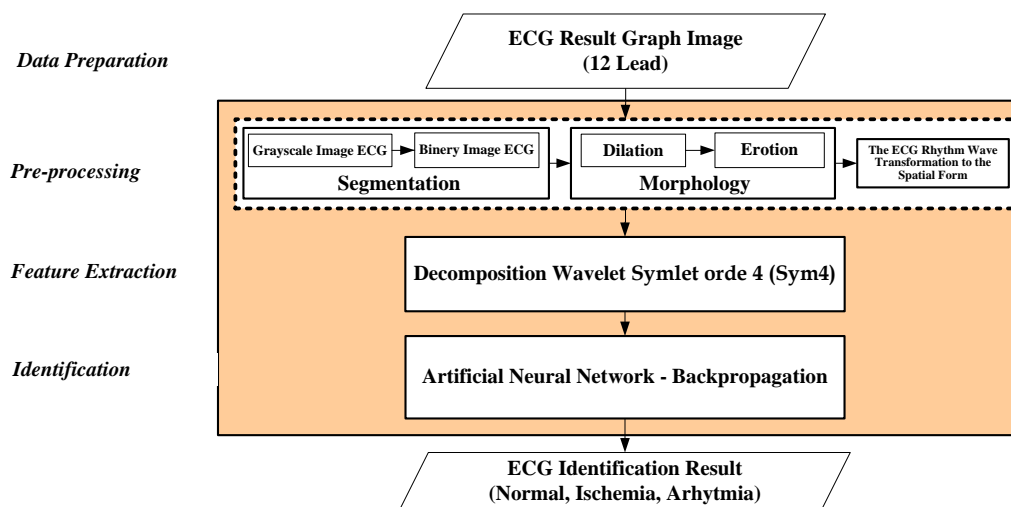 Data Preparation
ECG Result Graph Image
(12 Lead)
Pre-processing
Grayscale Image ECG
Binery Image ECG
Segmentation
Dilation
Erotion
Morphology
The ECG Rhythm Wave
Transformation to the
Spatial Form
Feature Extraction
Decomposition Wavelet Symlet orde 4 (Sym4)
Identification
Artificial Neural Network - Backpropagation
ECG Identification Result
(Normal, Ischemia, Arhytmia)